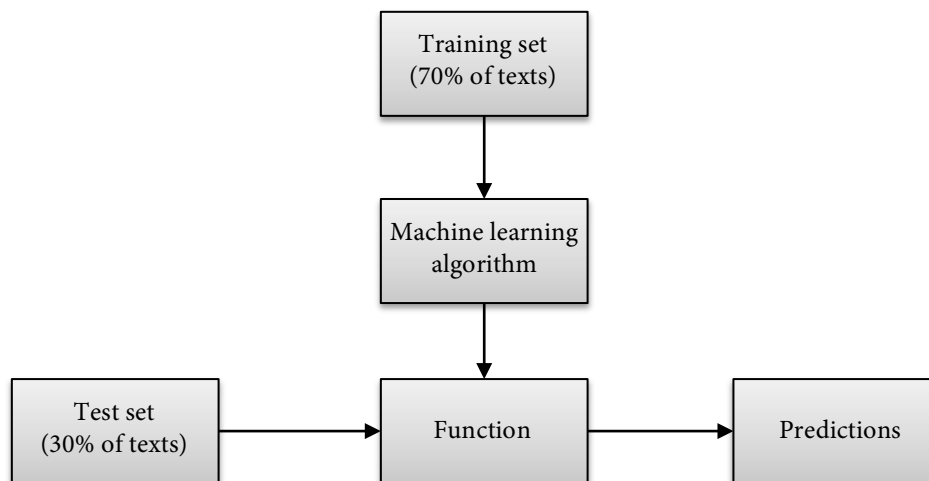 Training set
(70% of texts)
Machine learning
algorithm
Test set
(30% of texts)
Function
Predictions